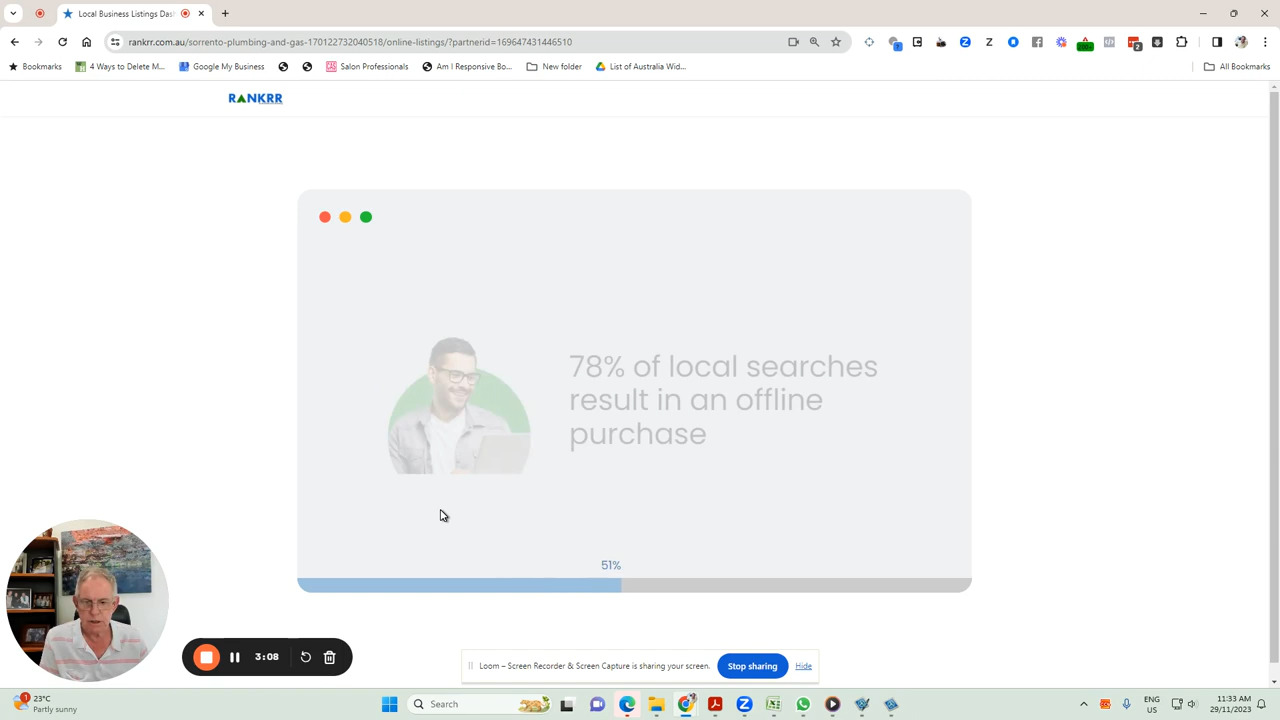 Local Business Listings Das
rankrr.com.au/sorrento-plumbing-and-gas-170122732040518/online-listings/?partnerid=169647431446510
Bookmarks
4 Ways to Delete M...
Google My Business
Salon Professionals
Am I Responsive Bo...
New folder
List of Australia Wid...
All Bookmarks
RANKRR
78% of local searches
result in an offline
purchase
51%
3:08
Loom – Screen Recorder & Screen Capture is sharing your screen.
Stop sharing
Hide
23°C
Partly sunny
Search
ENG
US
11:33 AM
29/11/2023